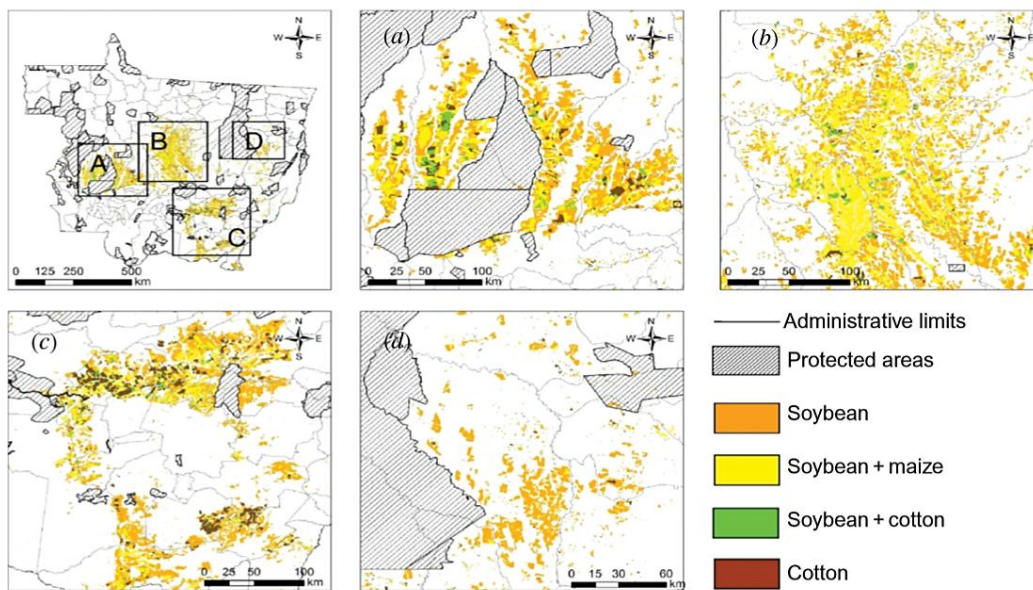 N
W E
S
A
B
D
C
0 125 250 500
km
(a)
N
W E
S
0 25 50 100
km
(b)
N
W E
S
0 25 50 100
km
(c)
N
W E
S
0 25 50 100
km
(d)
N
W E
S
0 15 30 60
km
Administrative limits
Protected areas
Soybean
Soybean + maize
Soybean + cotton
Cotton